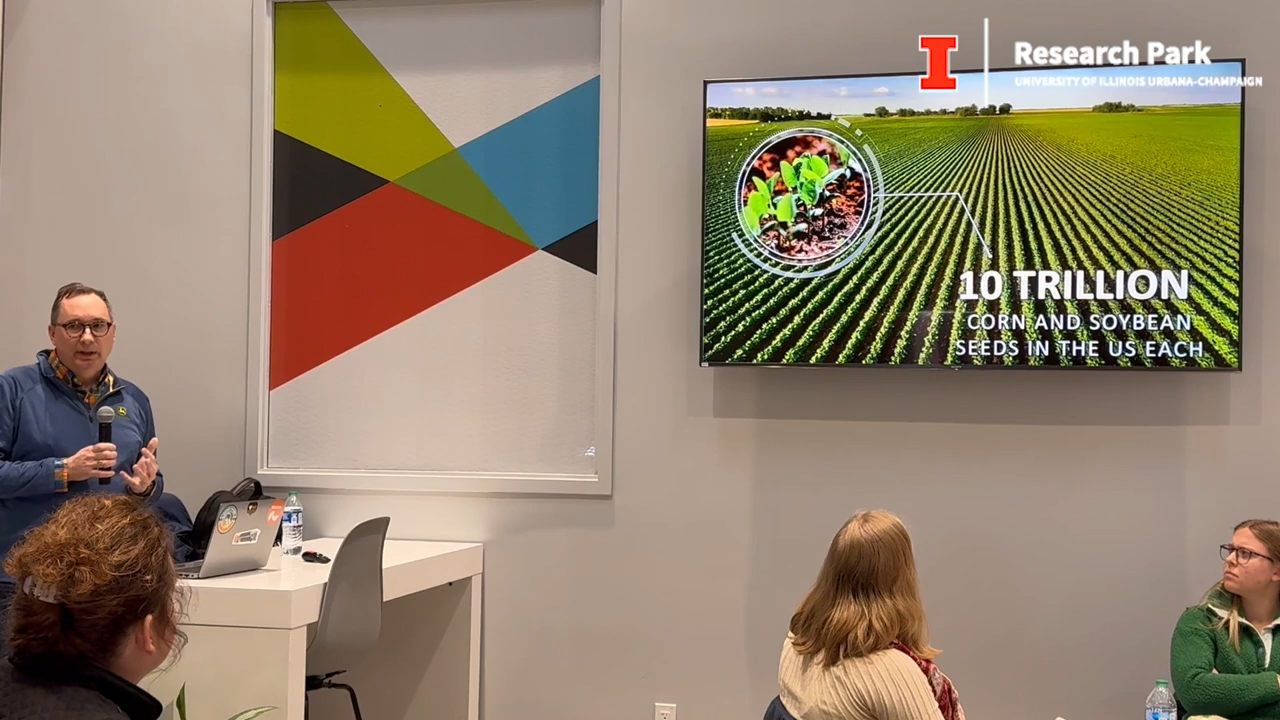 Research Park
UNIVERSITY OF ILLINOIS URBANA-CHAMPAIGN
10 TRILLION
CORN AND SOYBEAN
SEEDS IN THE US EACH